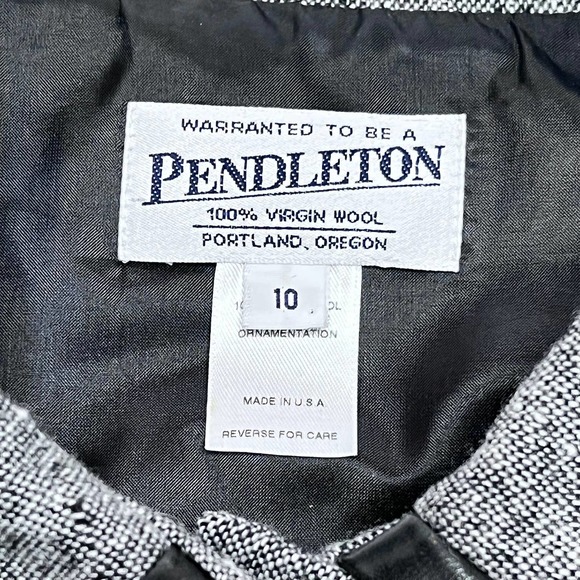 WARRANTED TO BE A
PENDLETON
100% VIRGIN WOOL
PORTLAND, OREGON
10
ORNAMENTATION
MADE IN U.S.A
REVERSE FOR CARE